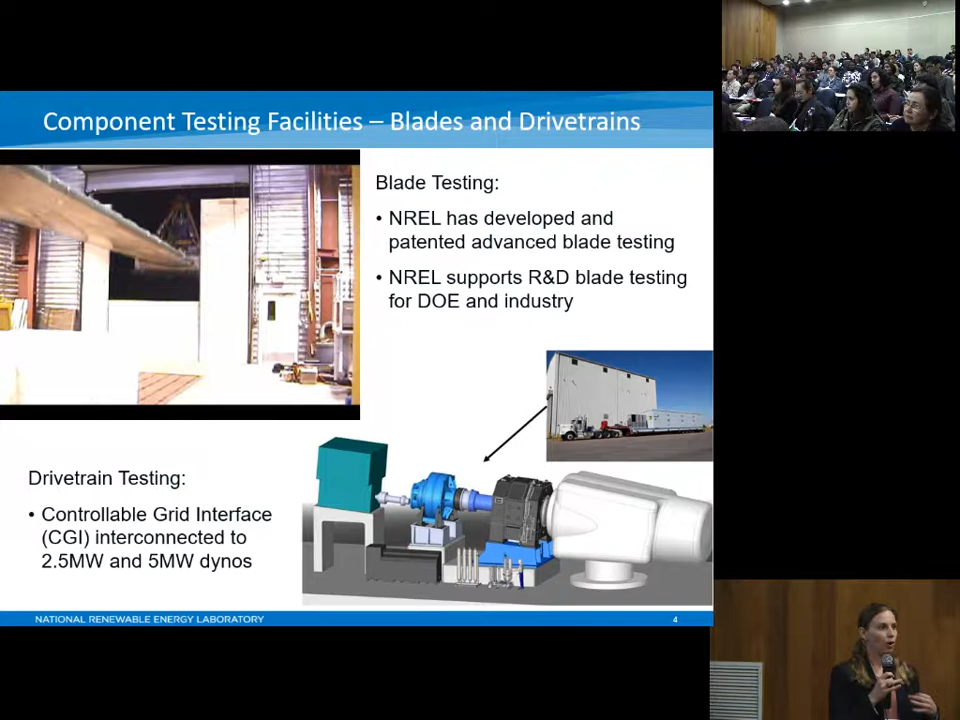 Component Testing Facilities – Blades and Drivetrains
Blade Testing:
• NREL has developed and
patented advanced blade testing
• NREL supports R&D blade testing
for DOE and industry
Drivetrain Testing:
• Controllable Grid Interface
(CGI) interconnected to
2.5MW and 5MW dynos
NATIONAL RENEWABLE ENERGY LABORATORY
4